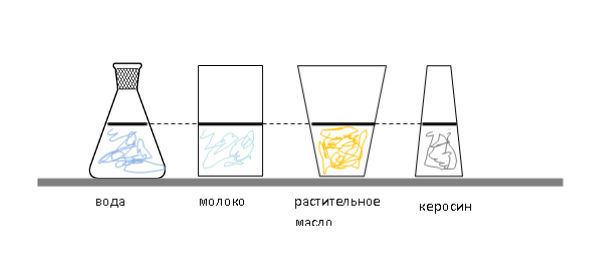 вода
молоко
растительное
масло
керосин